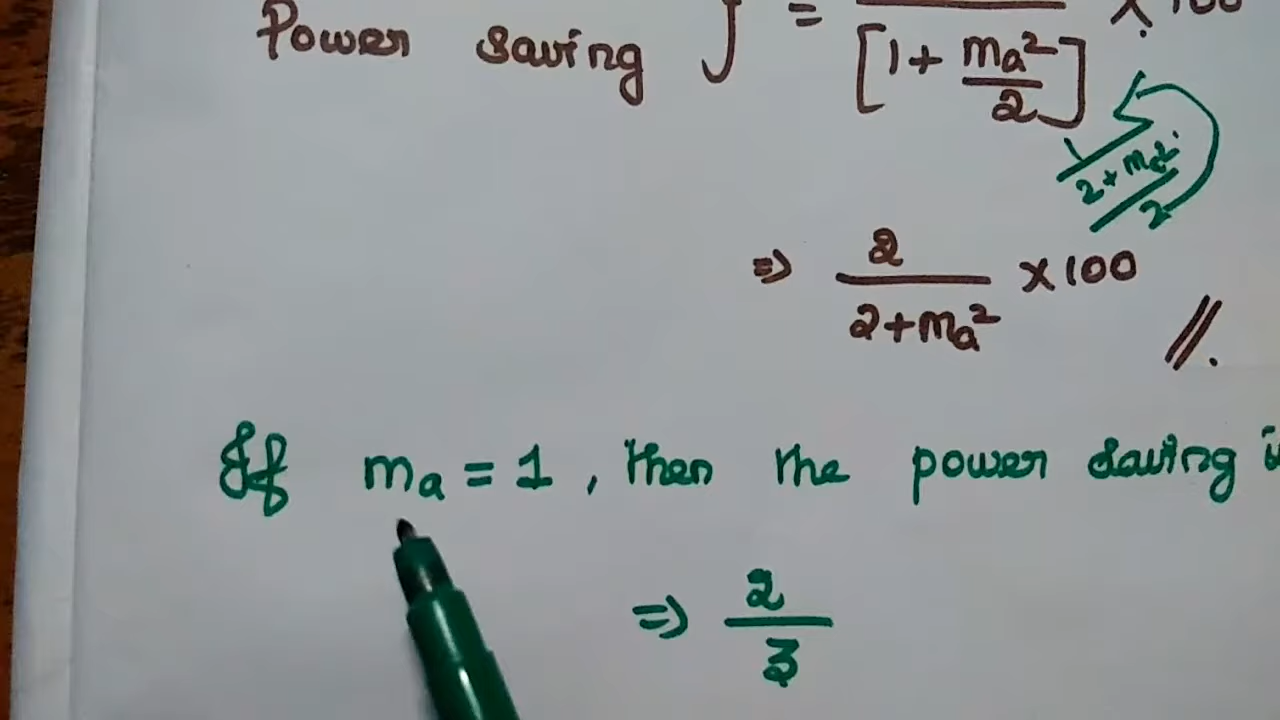 Power saving } = /[1 + ma²/2] × 100
1/(2 + ma²)/2
⇒ 2/(2 + ma²) × 100 //.
If ma = 1, then the power saving
⇒ 2/3